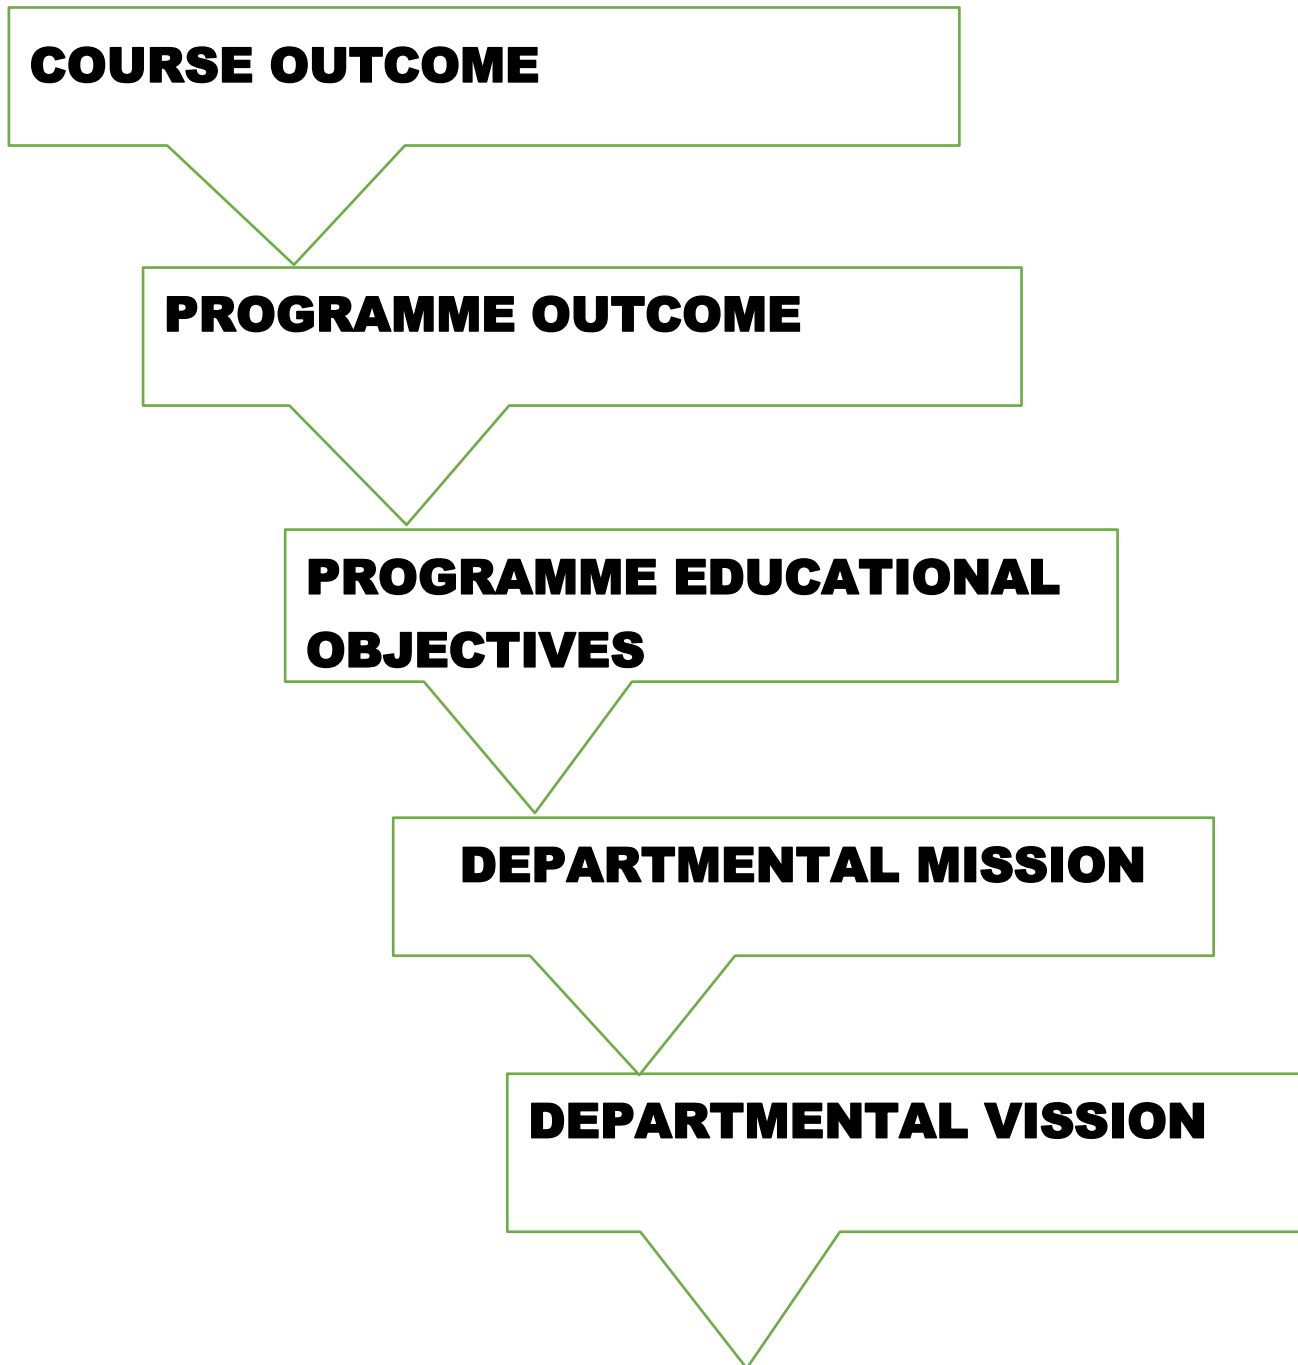 COURSE OUTCOME
PROGRAMME OUTCOME
PROGRAMME EDUCATIONAL
OBJECTIVES
DEPARTMENTAL MISSION
DEPARTMENTAL VISSION